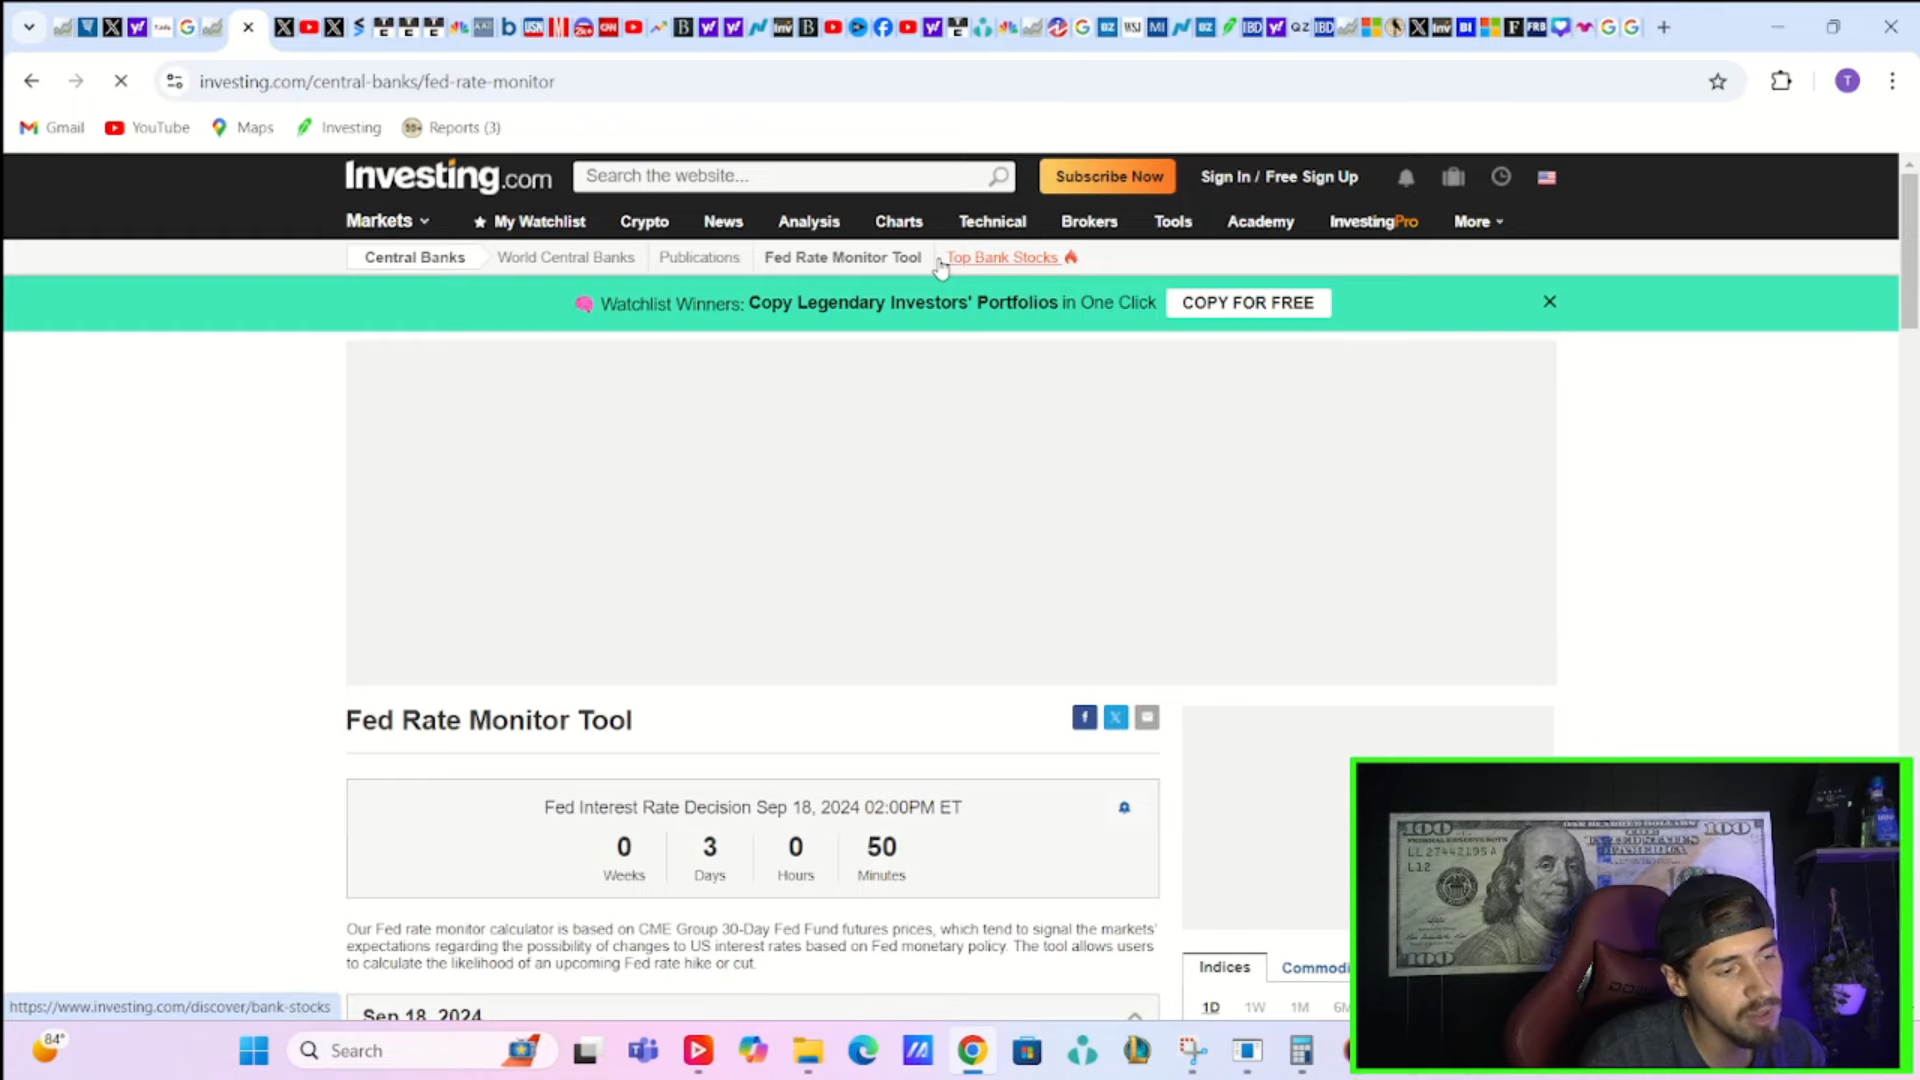 investing.com/central-banks/fed-rate-monitor
T
Gmail YouTube Maps Investing Reports (3)
Investing.com Search the website... Subscribe Now Sign In / Free Sign Up
Markets My Watchlist Crypto News Analysis Charts Technical Brokers Tools Academy InvestingPro More
Central Banks World Central Banks Publications Fed Rate Monitor Tool Top Bank Stocks
Watchlist Winners: Copy Legendary Investors' Portfolios in One Click COPY FOR FREE
Fed Rate Monitor Tool
Fed Interest Rate Decision Sep 18, 2024 02:00PM ET
0 3 0 50
Weeks Days Hours Minutes
Our Fed rate monitor calculator is based on CME Group 30-Day Fed Fund futures prices, which tend to signal the markets'
expectations regarding the possibility of changes to US interest rates based on Fed monetary policy. The tool allows users
to calculate the likelihood of an upcoming Fed rate hike or cut.
Indices Commodi
1D 1W 1M 6M
Sep 18, 2024
https://www.investing.com/discover/bank-stocks
100 100
LL 27442195 A
L12
100
84°
Search